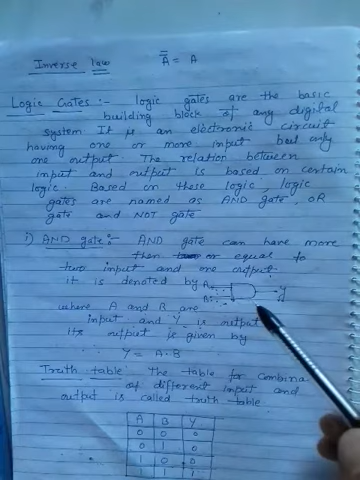 Inverse law A̿ = A
Logic Gates :- logic gates are the basic
building block of any digital
system It is an electronic circuit
having one or more input but only
one output. The relation between
input and output is based on certain
logic. Based on these logic, logic
gates are named as AND gate, OR
gate and NOT gate
i) AND gate :- AND gate can have more
then or equal to
two input and one output
it is denoted by A
B Y
where A and B are
input and Y is output
Its output is given by
Y = A·B
Truth table: The table for combina
of different input and
output is called truth table
A B Y
0 0 0
0 1 0
1 0 0
1 1 1